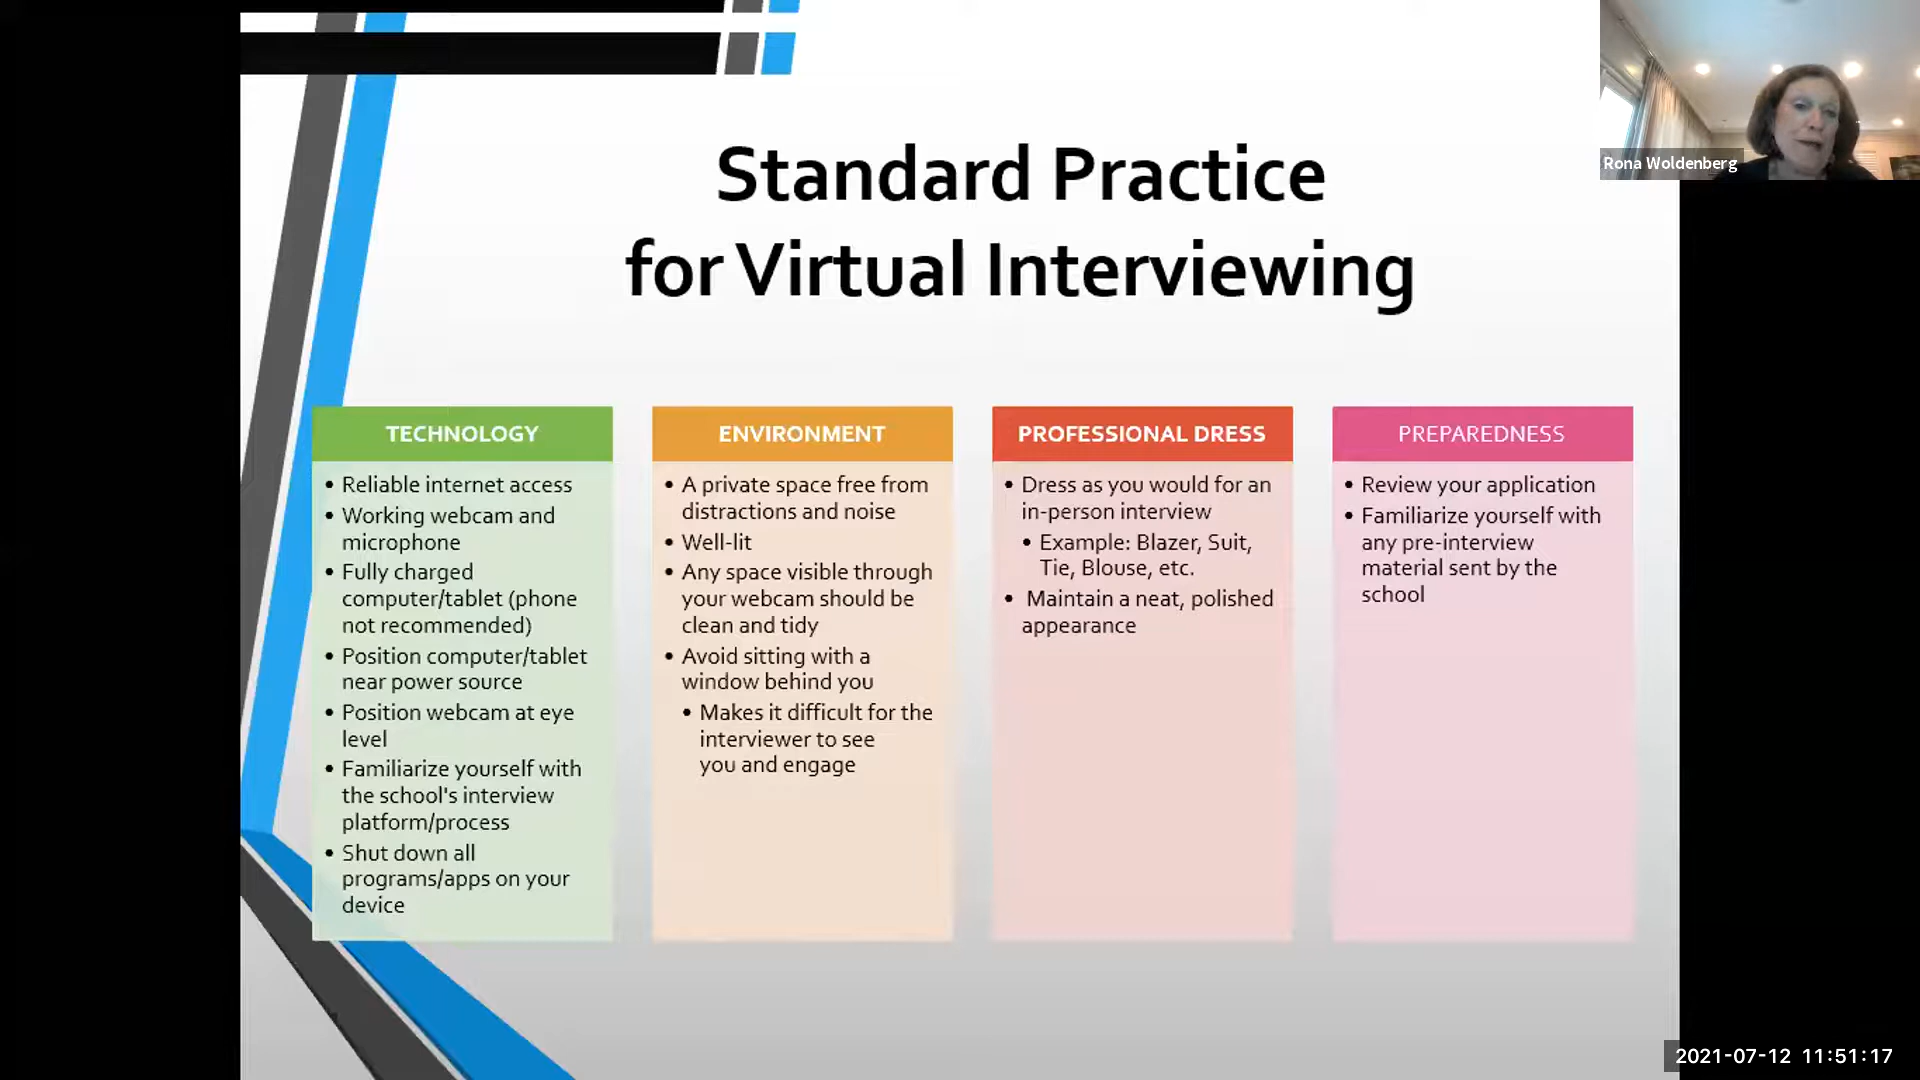 Standard Practice
for Virtual Interviewing
Rona Woldenberg
TECHNOLOGY
• Reliable internet access
• Working webcam and
microphone
• Fully charged
computer/tablet (phone
not recommended)
• Position computer/tablet
near power source
• Position webcam at eye
level
• Familiarize yourself with
the school's interview
platform/process
• Shut down all
programs/apps on your
device
ENVIRONMENT
• A private space free from
distractions and noise
• Well-lit
• Any space visible through
your webcam should be
clean and tidy
• Avoid sitting with a
window behind you
• Makes it difficult for the
interviewer to see
you and engage
PROFESSIONAL DRESS
• Dress as you would for an
in-person interview
• Example: Blazer, Suit,
Tie, Blouse, etc.
• Maintain a neat, polished
appearance
PREPAREDNESS
• Review your application
• Familiarize yourself with
any pre-interview
material sent by the
school
2021-07-12 11:51:17